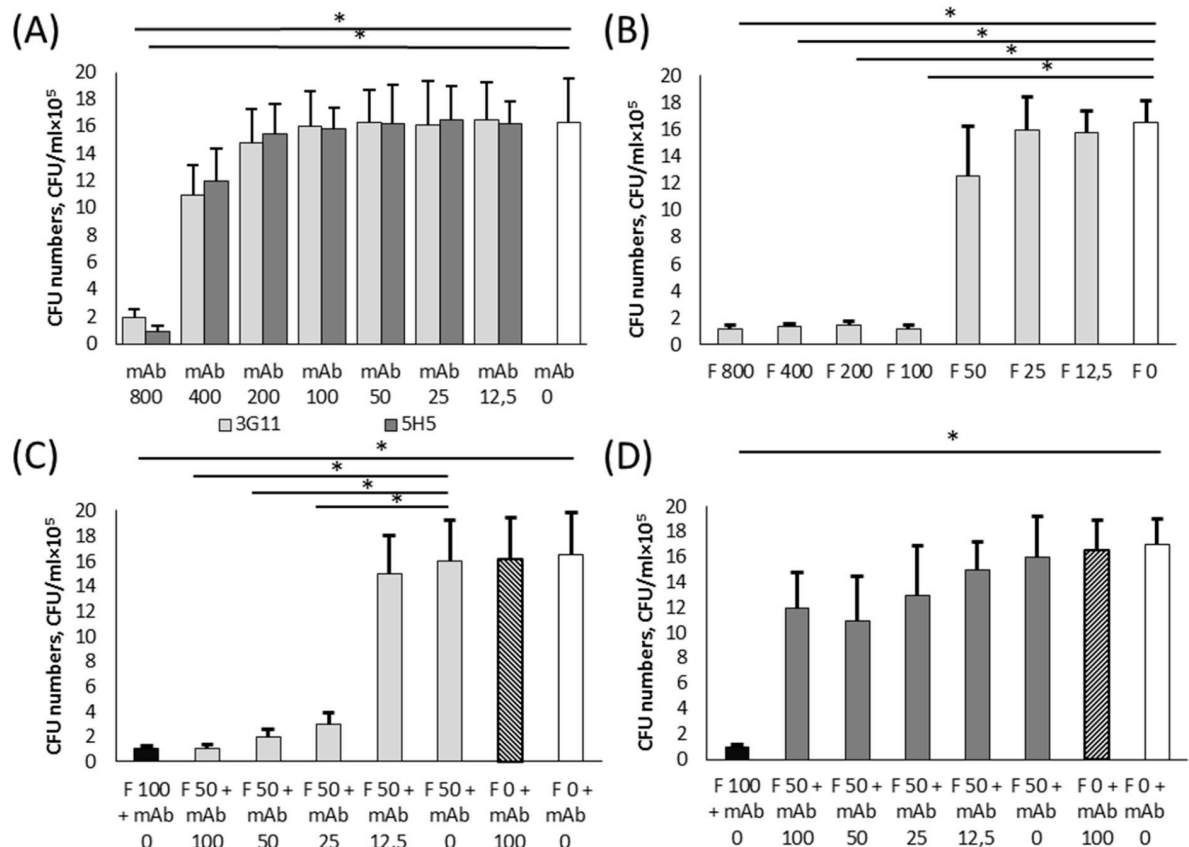 (A)
*
*
CFU numbers, CFU/ml×10⁵
20
18
16
14
12
10
8
6
4
2
0
mAb 800
mAb 400
mAb 200
mAb 100
mAb 50
mAb 25
mAb 12,5
mAb 0
3G11
5H5
(B)
*
*
*
*
CFU numbers, CFU/ml×10⁵
20
18
16
14
12
10
8
6
4
2
0
F 800
F 400
F 200
F 100
F 50
F 25
F 12,5
F 0
(C)
*
*
*
*
CFU numbers, CFU/ml×10⁵
20
18
16
14
12
10
8
6
4
2
0
F 100 + mAb 0
F 50 + mAb 100
F 50 + mAb 50
F 50 + mAb 25
F 50 + mAb 12,5
F 50 + mAb 0
F 0 + mAb 100
F 0 + mAb 0
(D)
*
CFU numbers, CFU/ml×10⁵
20
18
16
14
12
10
8
6
4
2
0
F 100 + mAb 0
F 50 + mAb 100
F 50 + mAb 50
F 50 + mAb 25
F 50 + mAb 12,5
F 50 + mAb 0
F 0 + mAb 100
F 0 + mAb 0